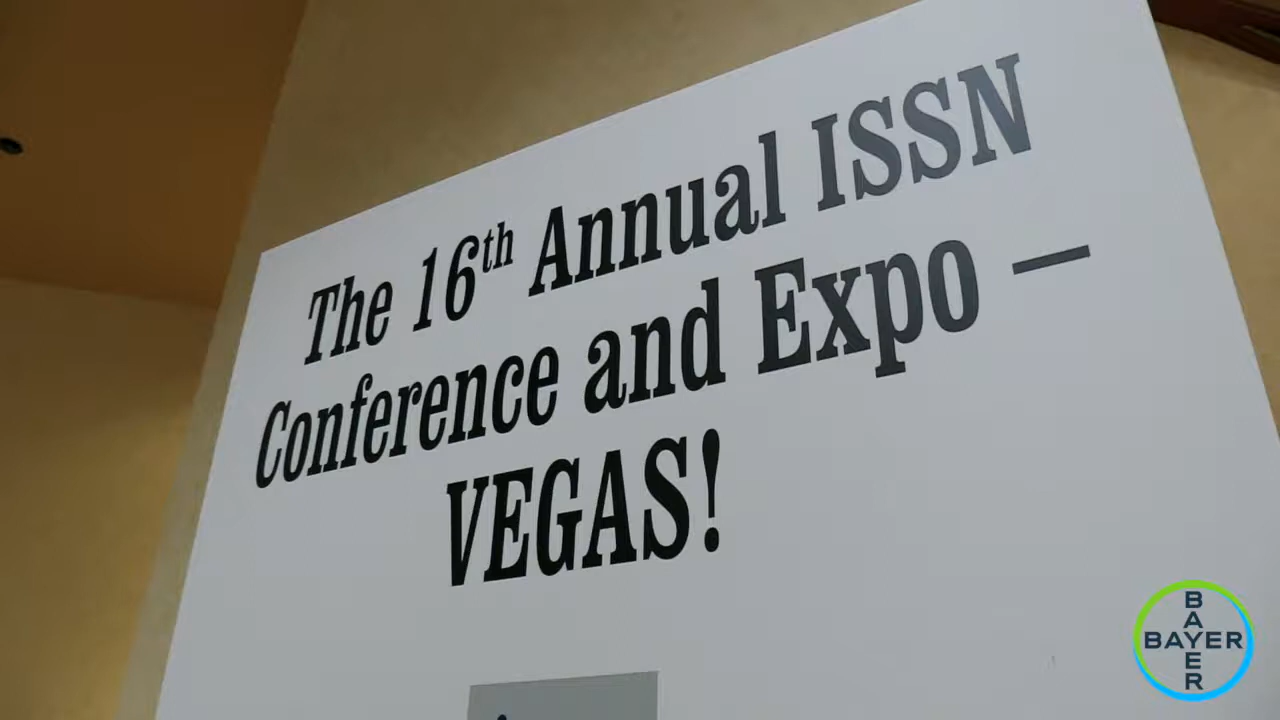 The 16th Annual ISSN
Conference and Expo –
VEGAS!
BAYER
BAYER